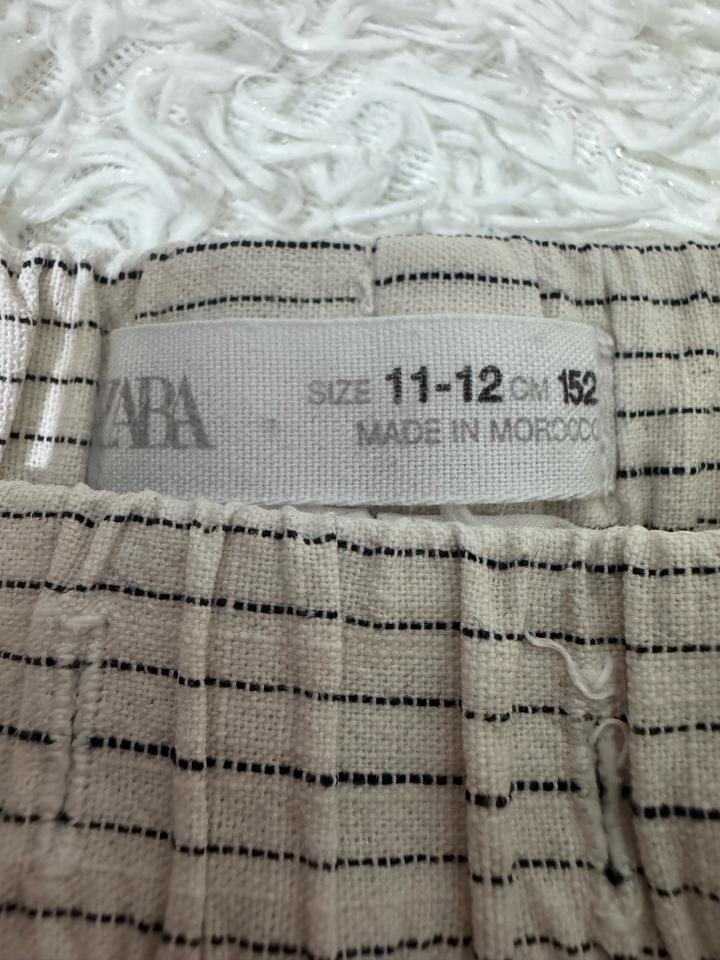 ZARA
SIZE 11-12 CM 152
MADE IN MOROCCO